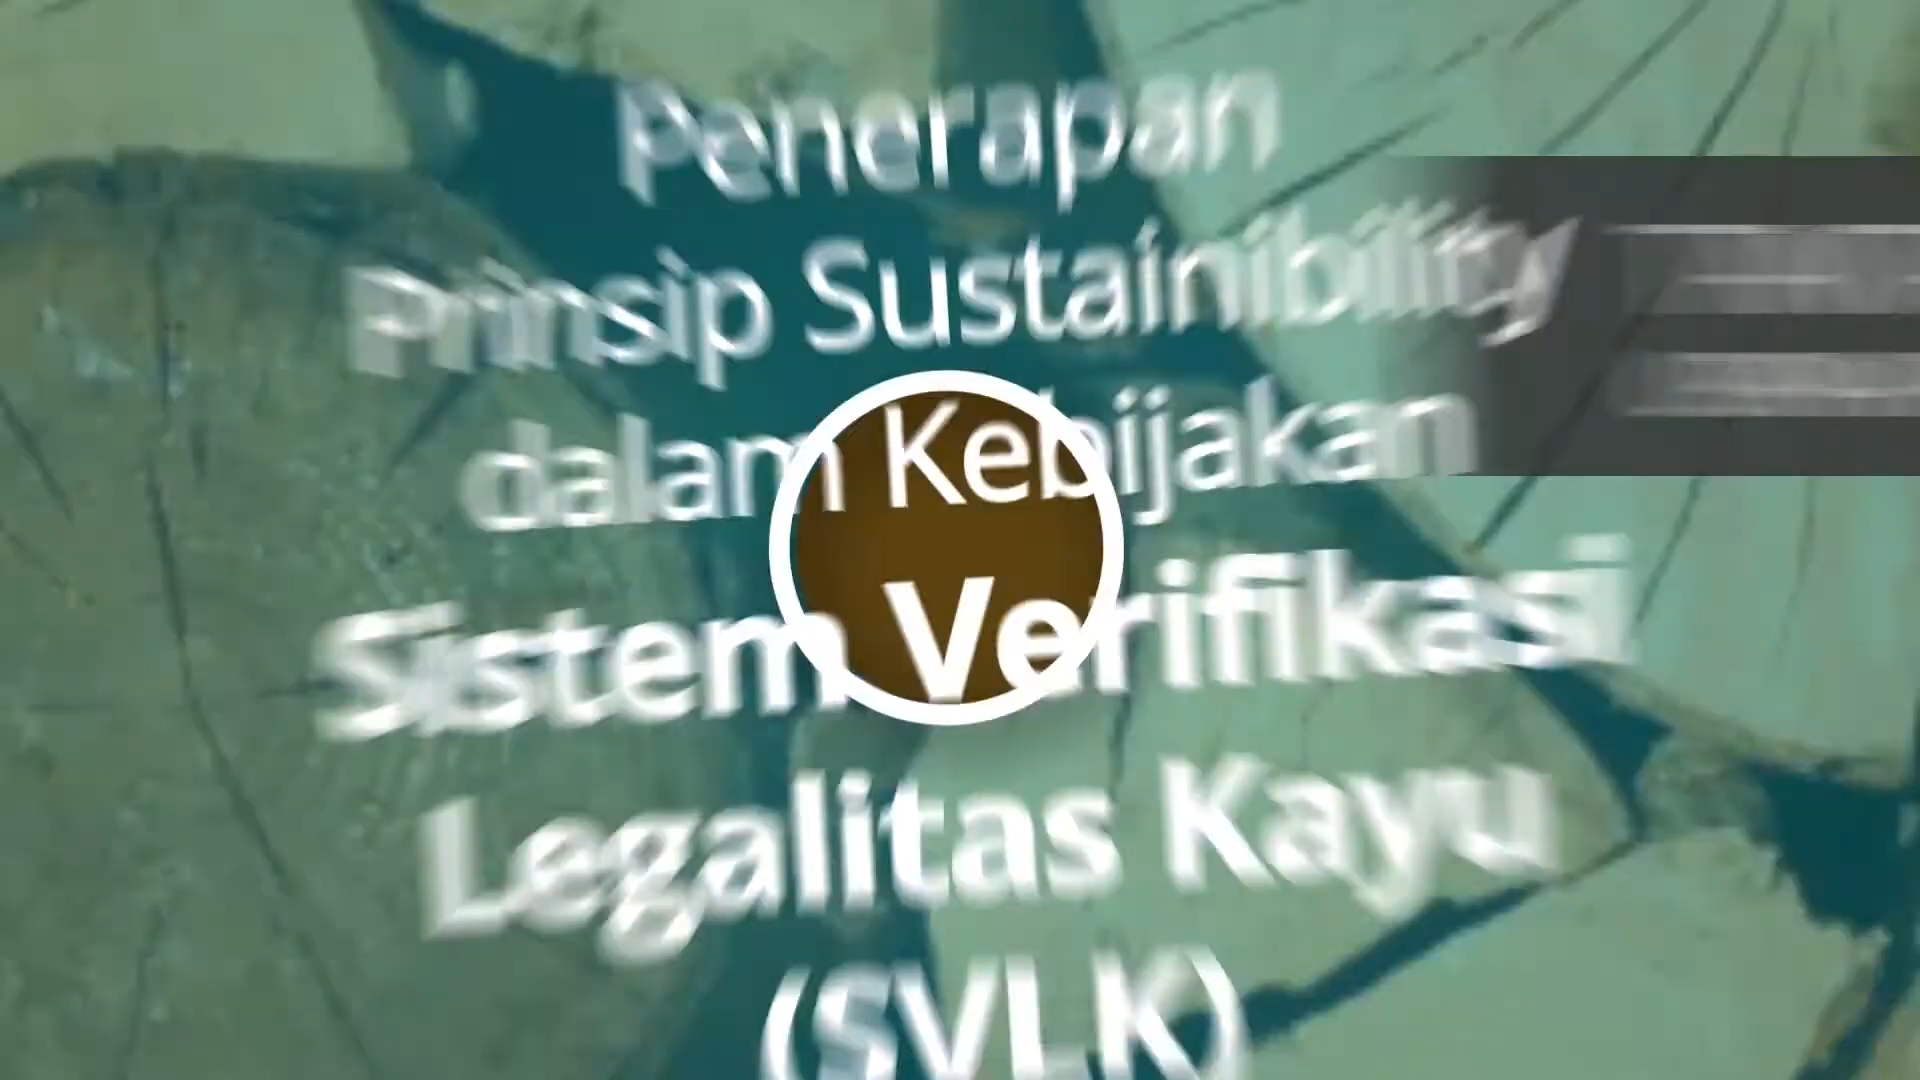 Penerapan
Prinsip Sustainibility
dalam Kebijakan
Sistem Verifikasi
Legalitas Kayu
(SVLK)